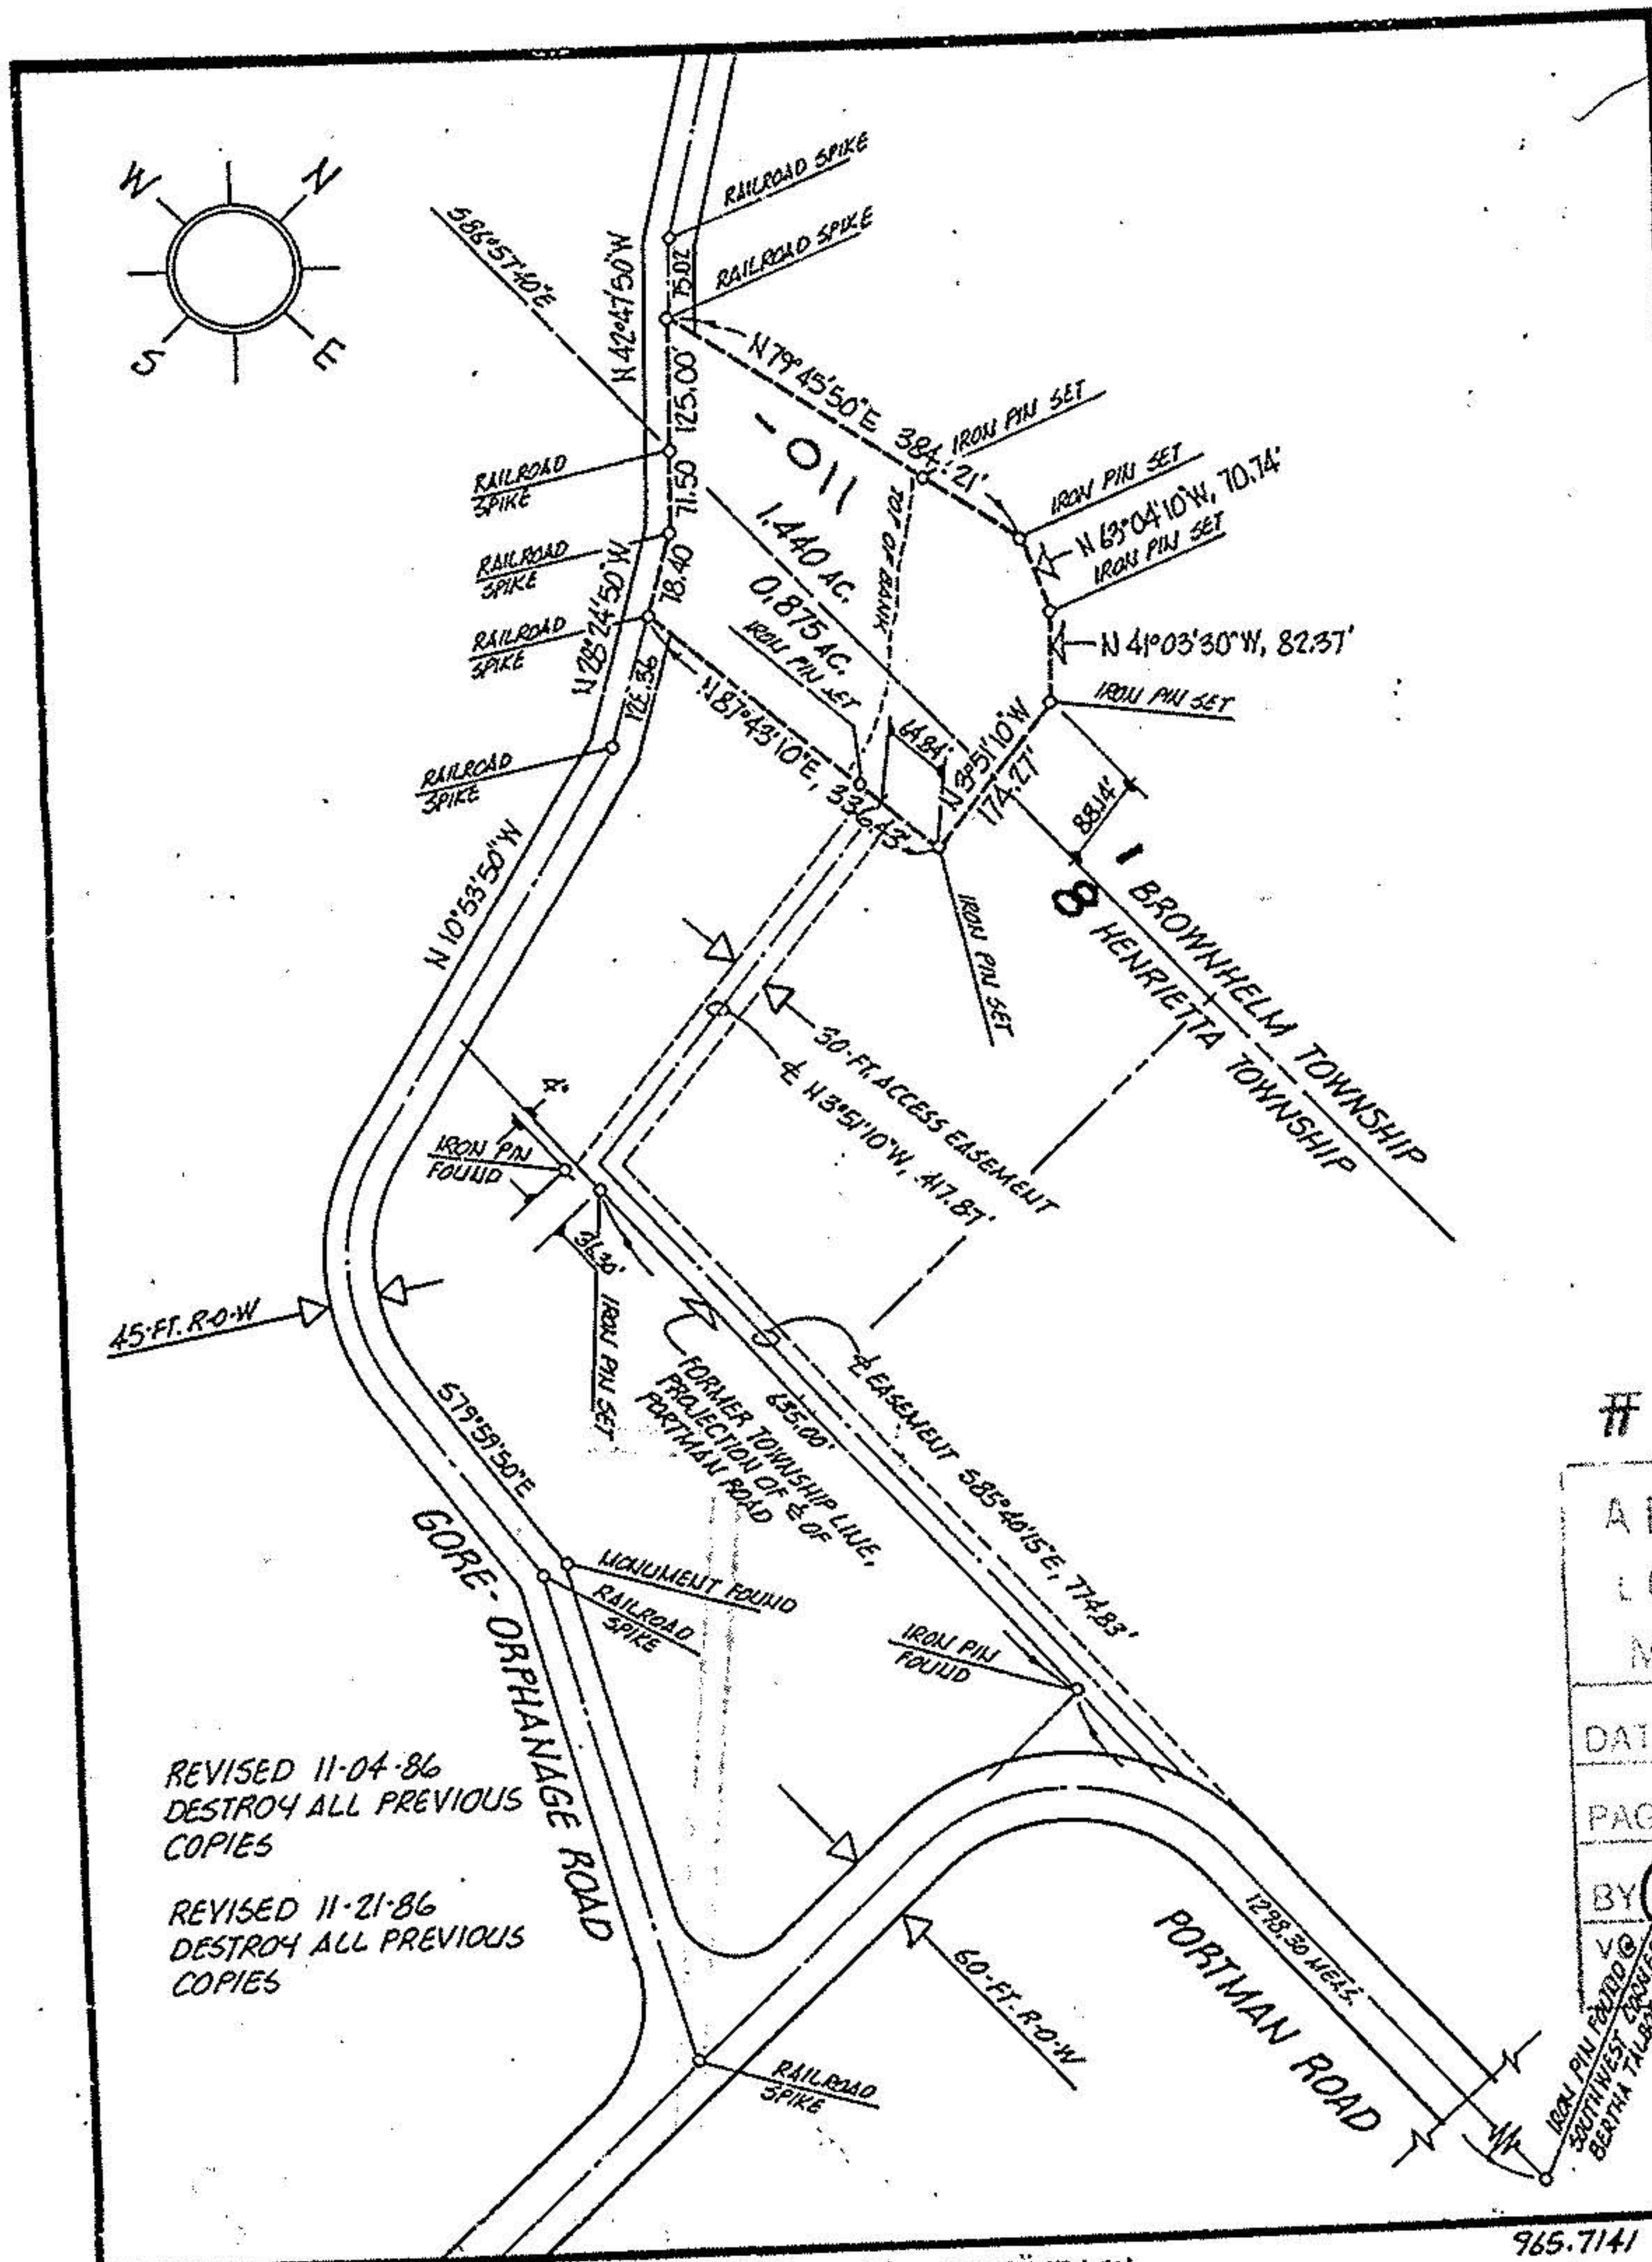 W
N
S
E
S86°57'40"E
N 42°47'50"W
RAILROAD SPIKE
RAILROAD SPIKE
75.02
125.00'
71.50
78.40
N79°45'50"E 384.21'
IRON PIN SET
IRON PIN SET
N 63°04'10"W, 70.74'
IRON PIN SET
N 41°03'30"W, 82.37'
IRON PIN SET
-011
1.440 AC.
0.875 AC.
TOP OF BANK
IRON PIN SET
RAILROAD
SPIKE
RAILROAD
SPIKE
RAILROAD
SPIKE
N 28°24'50"W
N87°43'10"E, 336.43'
64.84'
N3°51'10"W
174.27'
88.14'
RAILROAD
SPIKE
1 BROWNHELM TOWNSHIP
8 HENRIETTA TOWNSHIP
IRON PIN SET
N 10°53'50"W
30-FT. ACCESS EASEMENT
℄ N3°51'10"W, 417.87'
IRON PIN
FOUND
36.30'
IRON PIN SET
45-FT. R-O-W
FORMER TOWNSHIP LINE,
PROJECTION OF ℄ OF
PORTMAN ROAD
635.00'
℄ EASEMENT S85°40'15"E, 774.83'
S79°59'50"E
GORE-ORPHANAGE ROAD
MONUMENT FOUND
RAILROAD
SPIKE
IRON PIN
FOUND
REVISED 11-04-86
DESTROY ALL PREVIOUS
COPIES
REVISED 11-21-86
DESTROY ALL PREVIOUS
COPIES
60-FT. R-O-W
1298.30 MEAS.
PORTMAN ROAD
RAILROAD
SPIKE
IRON PIN FOUND
SOUTHWEST
BERTHA
#
BY
965.7141